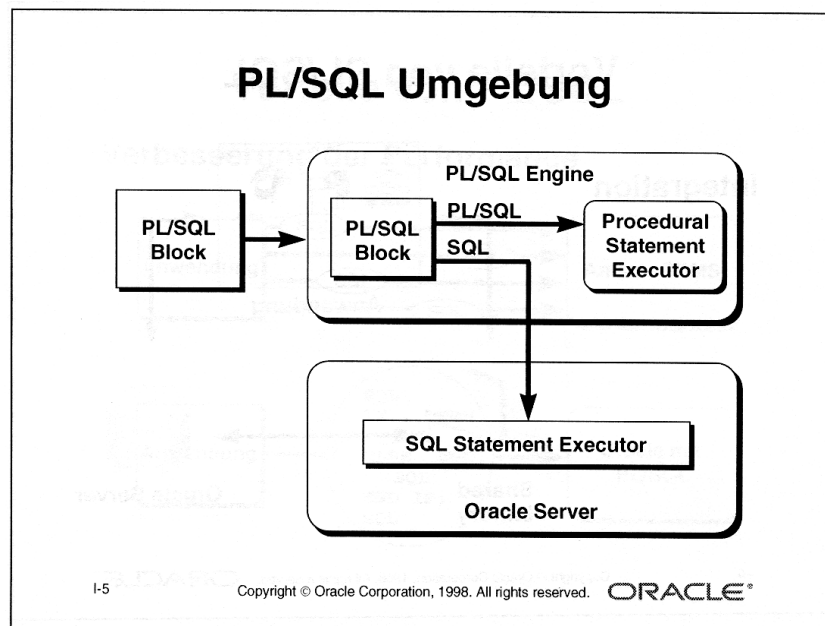 PL/SQL Umgebung
PL/SQL Engine
PL/SQL
Block
PL/SQL
Block
PL/SQL
SQL
Procedural
Statement
Executor
SQL Statement Executor
Oracle Server
I-5
Copyright © Oracle Corporation, 1998. All rights reserved.
ORACLE®